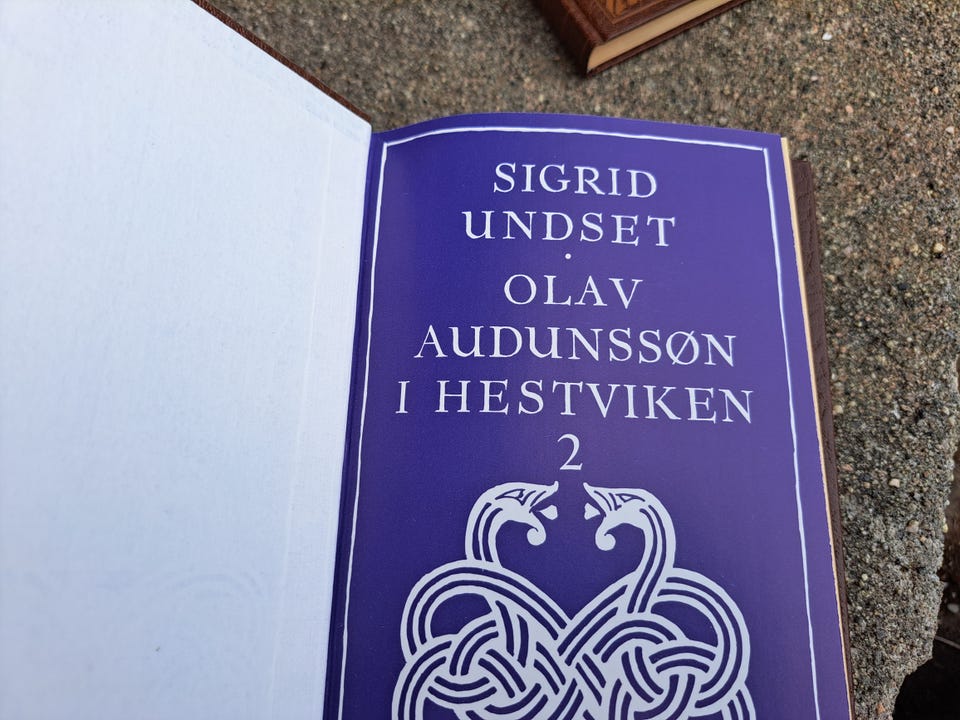 SIGRID
UNDSET
·
OLAV
AUDUNSSØN
I HESTVIKEN
2